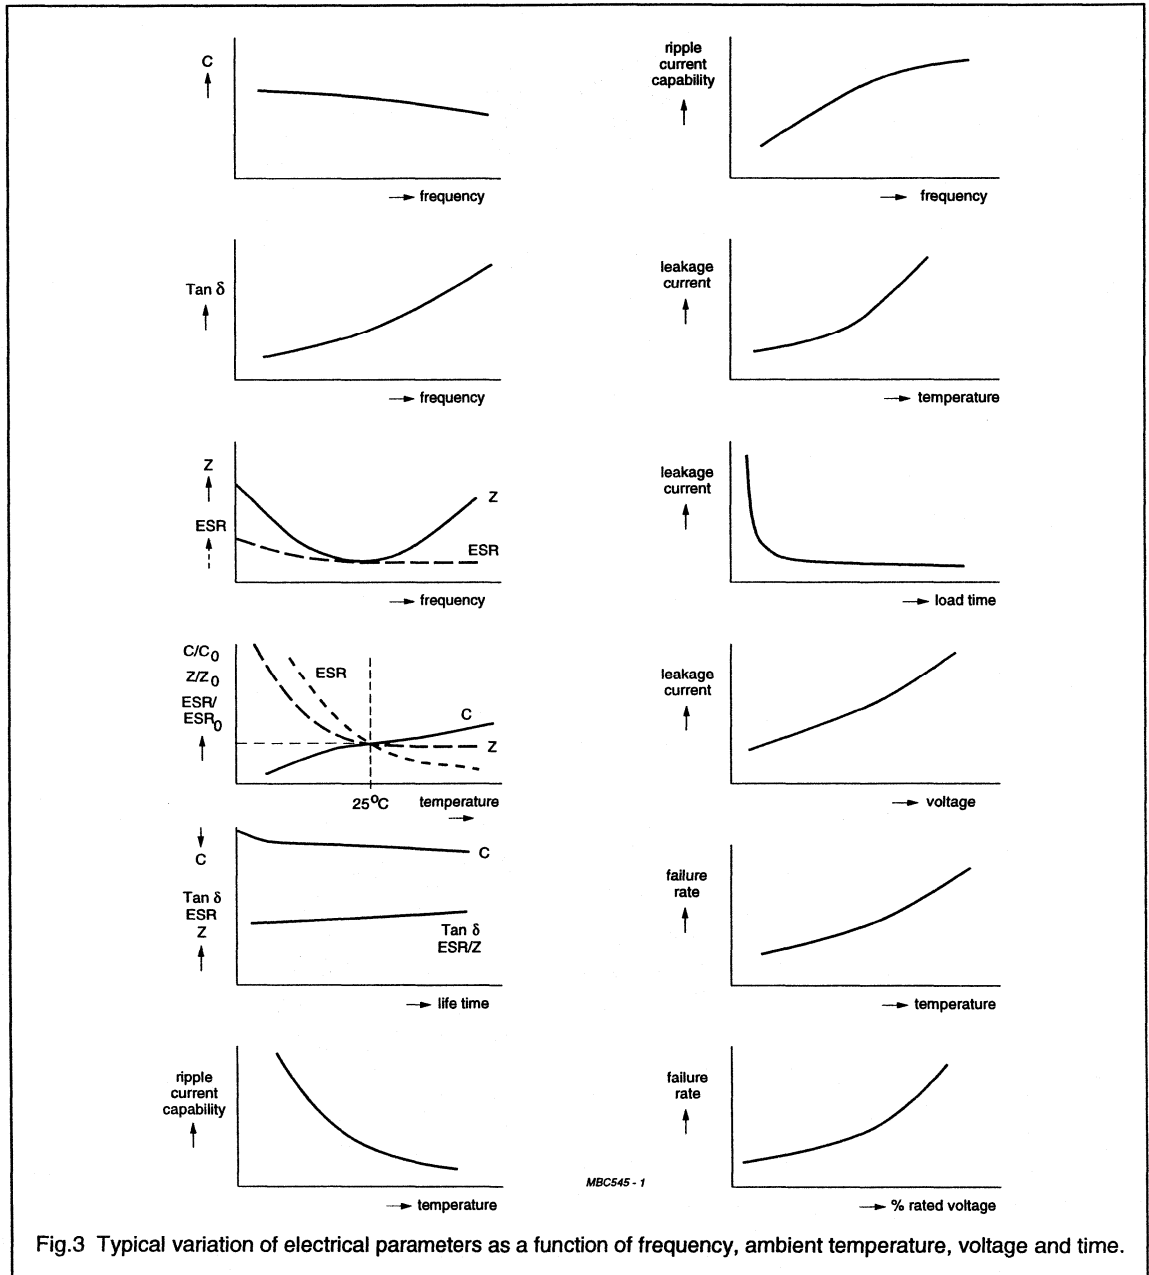 C
frequency
ripple
current
capability
frequency
Tan δ
frequency
leakage
current
temperature
Z
ESR
Z
ESR
frequency
leakage
current
load time
C/C0
Z/Z0
ESR/
ESR0
ESR
C
Z
25°C
temperature
leakage
current
voltage
C
Tan δ
ESR
Z
C
Tan δ
ESR/Z
life time
failure
rate
temperature
ripple
current
capability
temperature
failure
rate
% rated voltage
MBC545 - 1
Fig.3 Typical variation of electrical parameters as a function of frequency, ambient temperature, voltage and time.